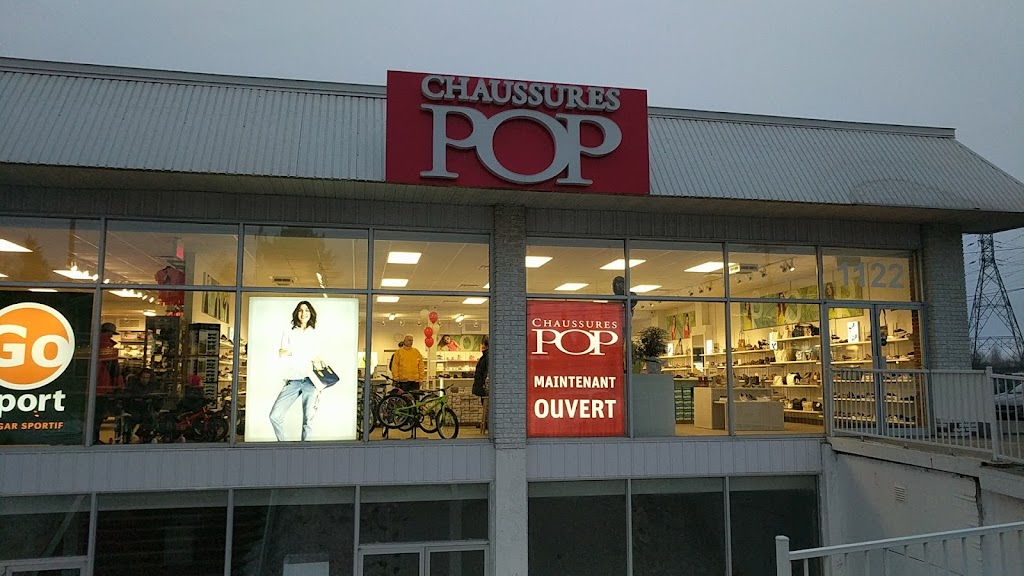 CHAUSSURES
POP
1122
Go
port
GAR SPORTIF
CHAUSSURES
POP
MAINTENANT
OUVERT